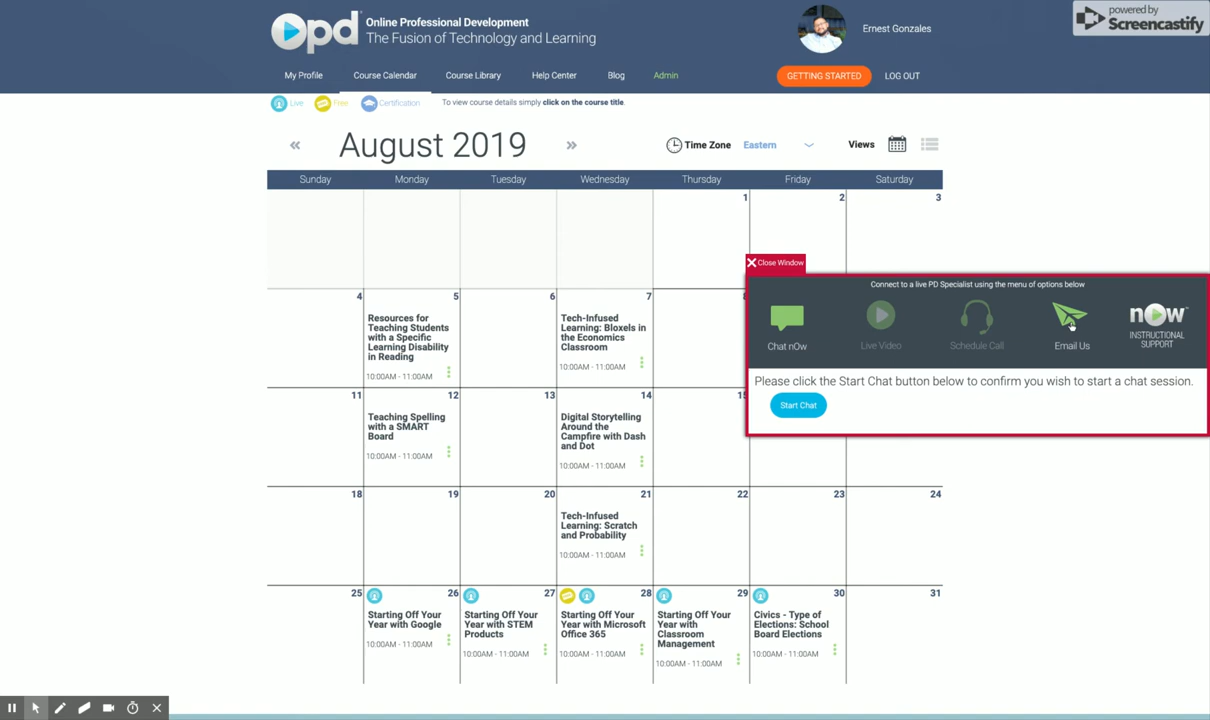 opd
Online Professional Development
The Fusion of Technology and Learning
Ernest Gonzales
powered by
Screencastify
My Profile
Course Calendar
Course Library
Help Center
Blog
Admin
GETTING STARTED
LOG OUT
Live
Free
Certification
To view course details simply click on the course title.
«
August 2019
»
Time Zone
Eastern
Views
Sunday
Monday
Tuesday
Wednesday
Thursday
Friday
Saturday
1
2
3
Close Window
Connect to a live PD Specialist using the menu of options below
Chat nOw
Live Video
Schedule Call
Email Us
nOw
INSTRUCTIONAL
SUPPORT
Please click the Start Chat button below to confirm you wish to start a chat session.
Start Chat
4
5
Resources for
Teaching Students
with a Specific
Learning Disability
in Reading
10:00AM - 11:00AM
6
7
Tech-Infused
Learning: Bloxels in
the Economics
Classroom
10:00AM - 11:00AM
11
12
Teaching Spelling
with a SMART
Board
10:00AM - 11:00AM
13
14
Digital Storytelling
Around the
Campfire with Dash
and Dot
10:00AM - 11:00AM
18
19
20
21
Tech-Infused
Learning: Scratch
and Probability
10:00AM - 11:00AM
22
23
24
25
26
Starting Off Your
Year with Google
10:00AM - 11:00AM
27
Starting Off Your
Year with STEM
Products
10:00AM - 11:00AM
28
Starting Off Your
Year with Microsoft
Office 365
10:00AM - 11:00AM
29
Starting Off Your
Year with
Classroom
Management
10:00AM - 11:00AM
30
Civics - Type of
Elections: School
Board Elections
10:00AM - 11:00AM
31